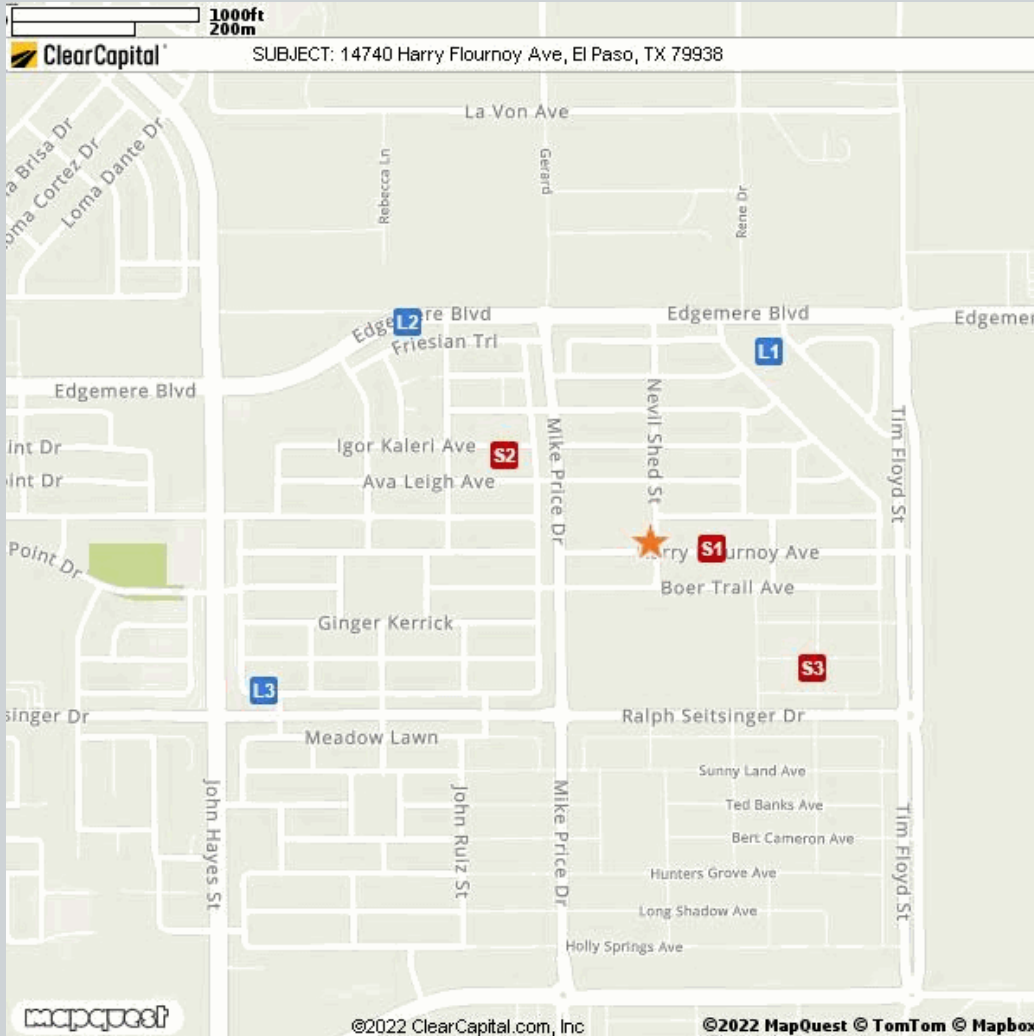 1000ft
200m
ClearCapital
SUBJECT: 14740 Harry Flournoy Ave, El Paso, TX 79938
La Von Ave
Brisa Dr
Cortez Dr
Loma Dante Dr
Rebecca Ln
Gerard
Rene Dr
L2
Blvd
Edgemere Blvd
Friesian Trl
L1
Edgemere Blvd
Nevil Shed St
Mike Price Dr
Tim Floyd St
Igor Kaleri Ave
S2
int Dr
Ava Leigh Ave
int Dr
Point Dr
S1
urnoy Ave
Boer Trail Ave
Ginger Kerrick
S3
L3
singer Dr
Ralph Seitsinger Dr
Meadow Lawn
Sunny Land Ave
John Hayes St
John Ruiz St
Mike Price Dr
Ted Banks Ave
Tim Floyd St
Bert Cameron Ave
Hunters Grove Ave
Long Shadow Ave
Holly Springs Ave
mapquest
©2022 ClearCapital.com, Inc
©2022 MapQuest © TomTom © Mapbox